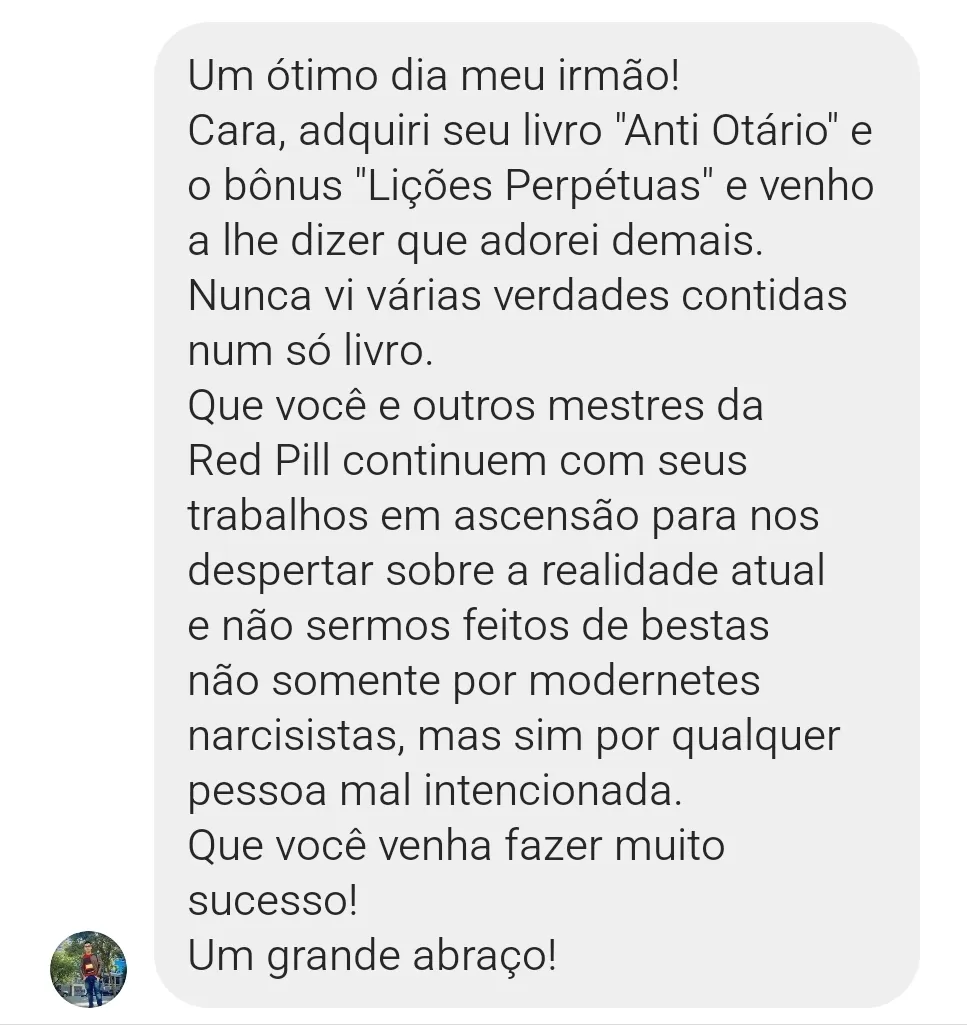 Um ótimo dia meu irmão!
Cara, adquiri seu livro "Anti Otário" e
o bônus "Lições Perpétuas" e venho
a lhe dizer que adorei demais.
Nunca vi várias verdades contidas
num só livro.
Que você e outros mestres da
Red Pill continuem com seus
trabalhos em ascensão para nos
despertar sobre a realidade atual
e não sermos feitos de bestas
não somente por modernetes
narcisistas, mas sim por qualquer
pessoa mal intencionada.
Que você venha fazer muito
sucesso!
Um grande abraço!